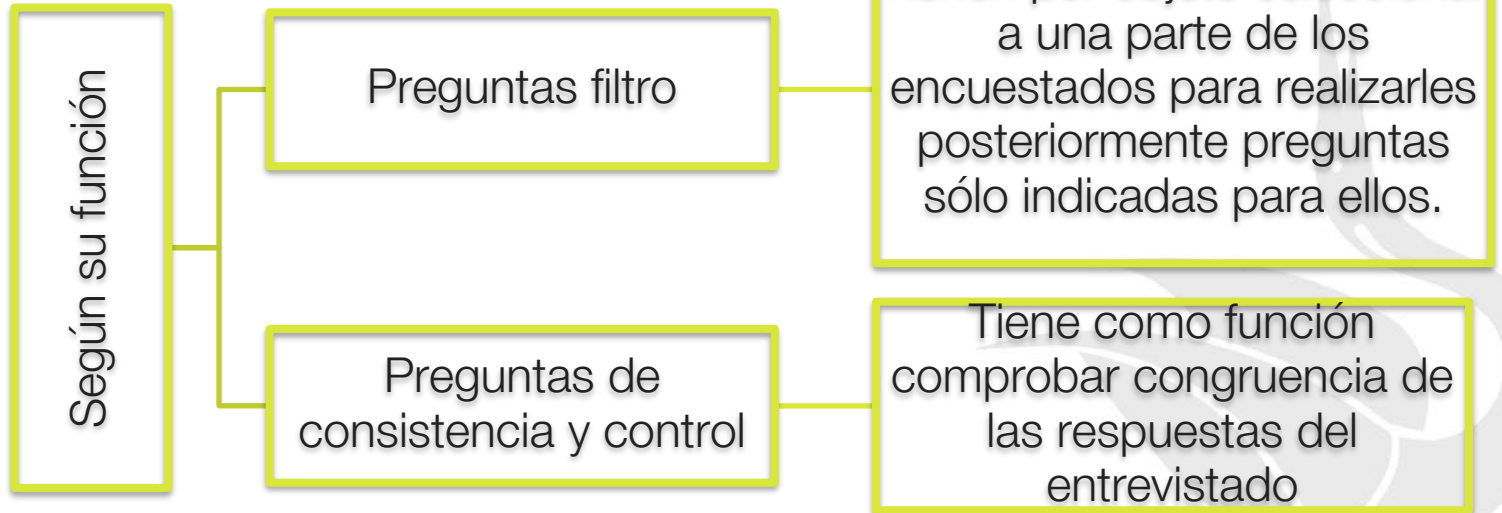 Según su función
Preguntas filtro
a una parte de los
encuestados para realizarles
posteriormente preguntas
sólo indicadas para ellos.
Preguntas de
consistencia y control
Tiene como función
comprobar congruencia de
las respuestas del
entrevistado